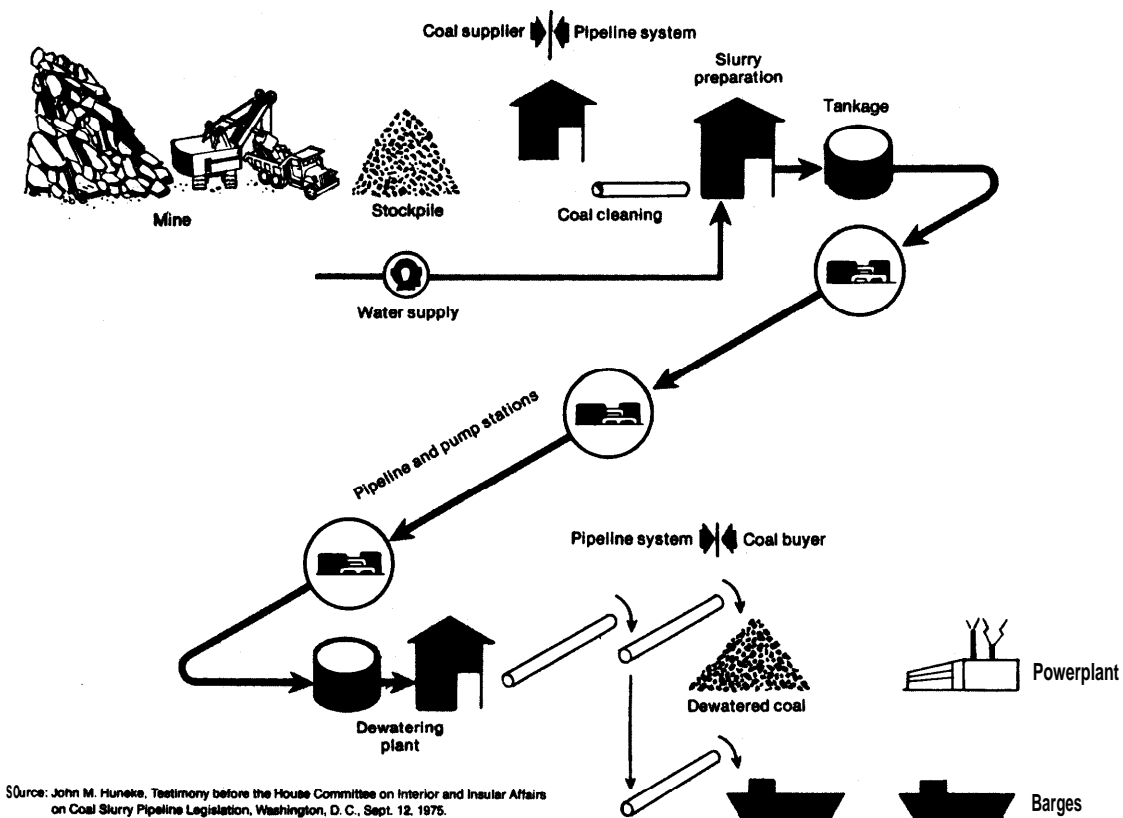 Coal supplier Pipeline system
Slurry
preparation
Tankage
Mine
Stockpile
Coal cleaning
Water supply
Pipeline and pump stations
Pipeline system Coal buyer
Powerplant
Dewatered coal
Dewatering
plant
Barges
SOurce: John M. Huneke, Testimony before the House Committee on Interior and Insular Affairs
on Coal Slurry Pipeline Legislation, Washington, D. C., Sept. 12, 1975.